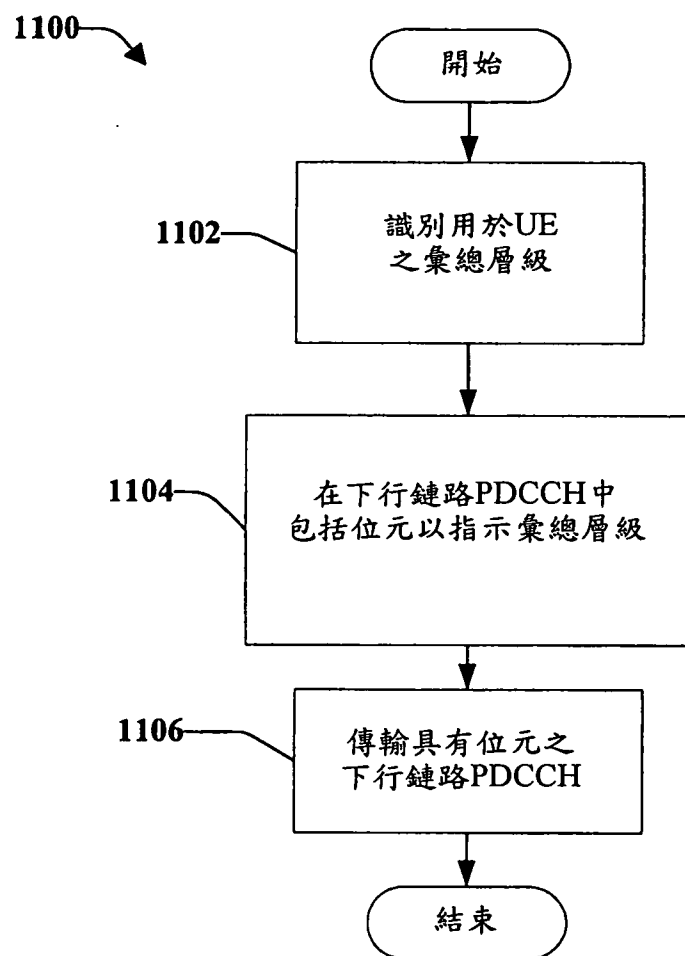 1100
開始
1102
識別用於UE
之彙總層級
1104
在下行鏈路PDCCH中
包括位元以指示彙總層級
1106
傳輸具有位元之
下行鏈路PDCCH
結束